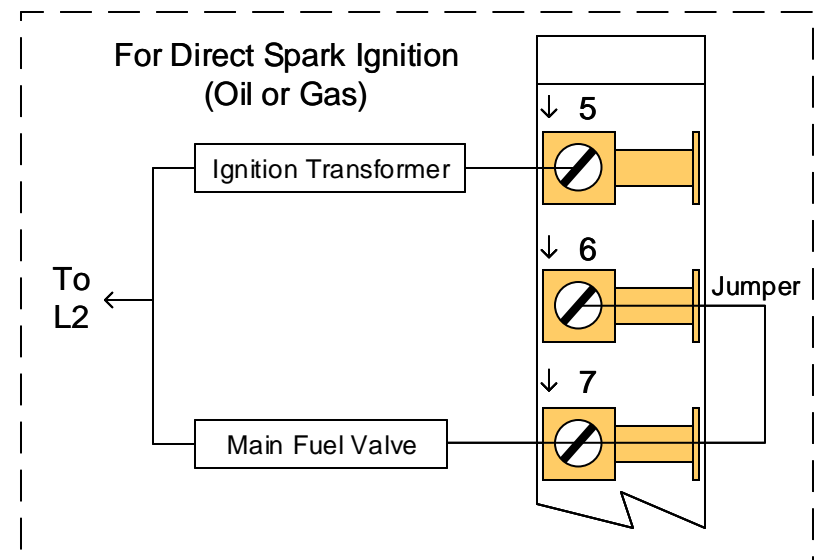 For Direct Spark Ignition
(Oil or Gas)
↓ 5
Ignition Transformer
↓ 6
To
L2
Jumper
↓ 7
Main Fuel Valve